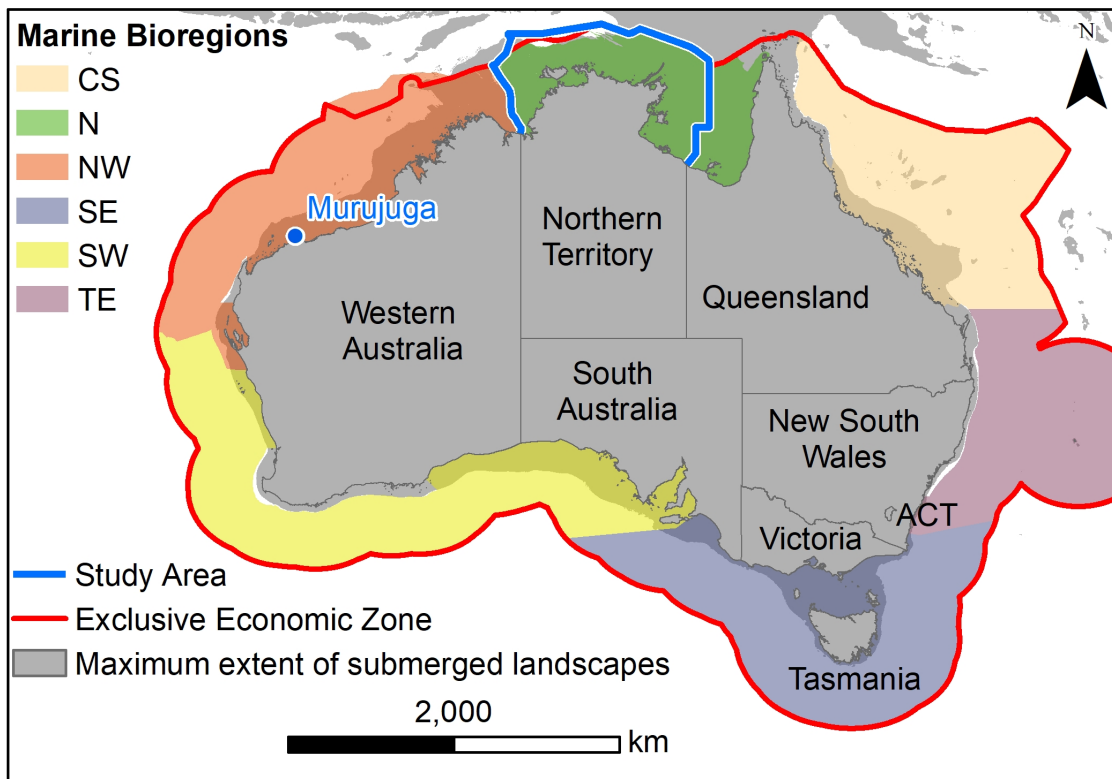 Marine Bioregions
CS
N
NW
SE
SW
TE
N
Murujuga
Northern
Territory
Queensland
Western
Australia
South
Australia
New South
Wales
ACT
Victoria
Tasmania
Study Area
Exclusive Economic Zone
Maximum extent of submerged landscapes
2,000
km